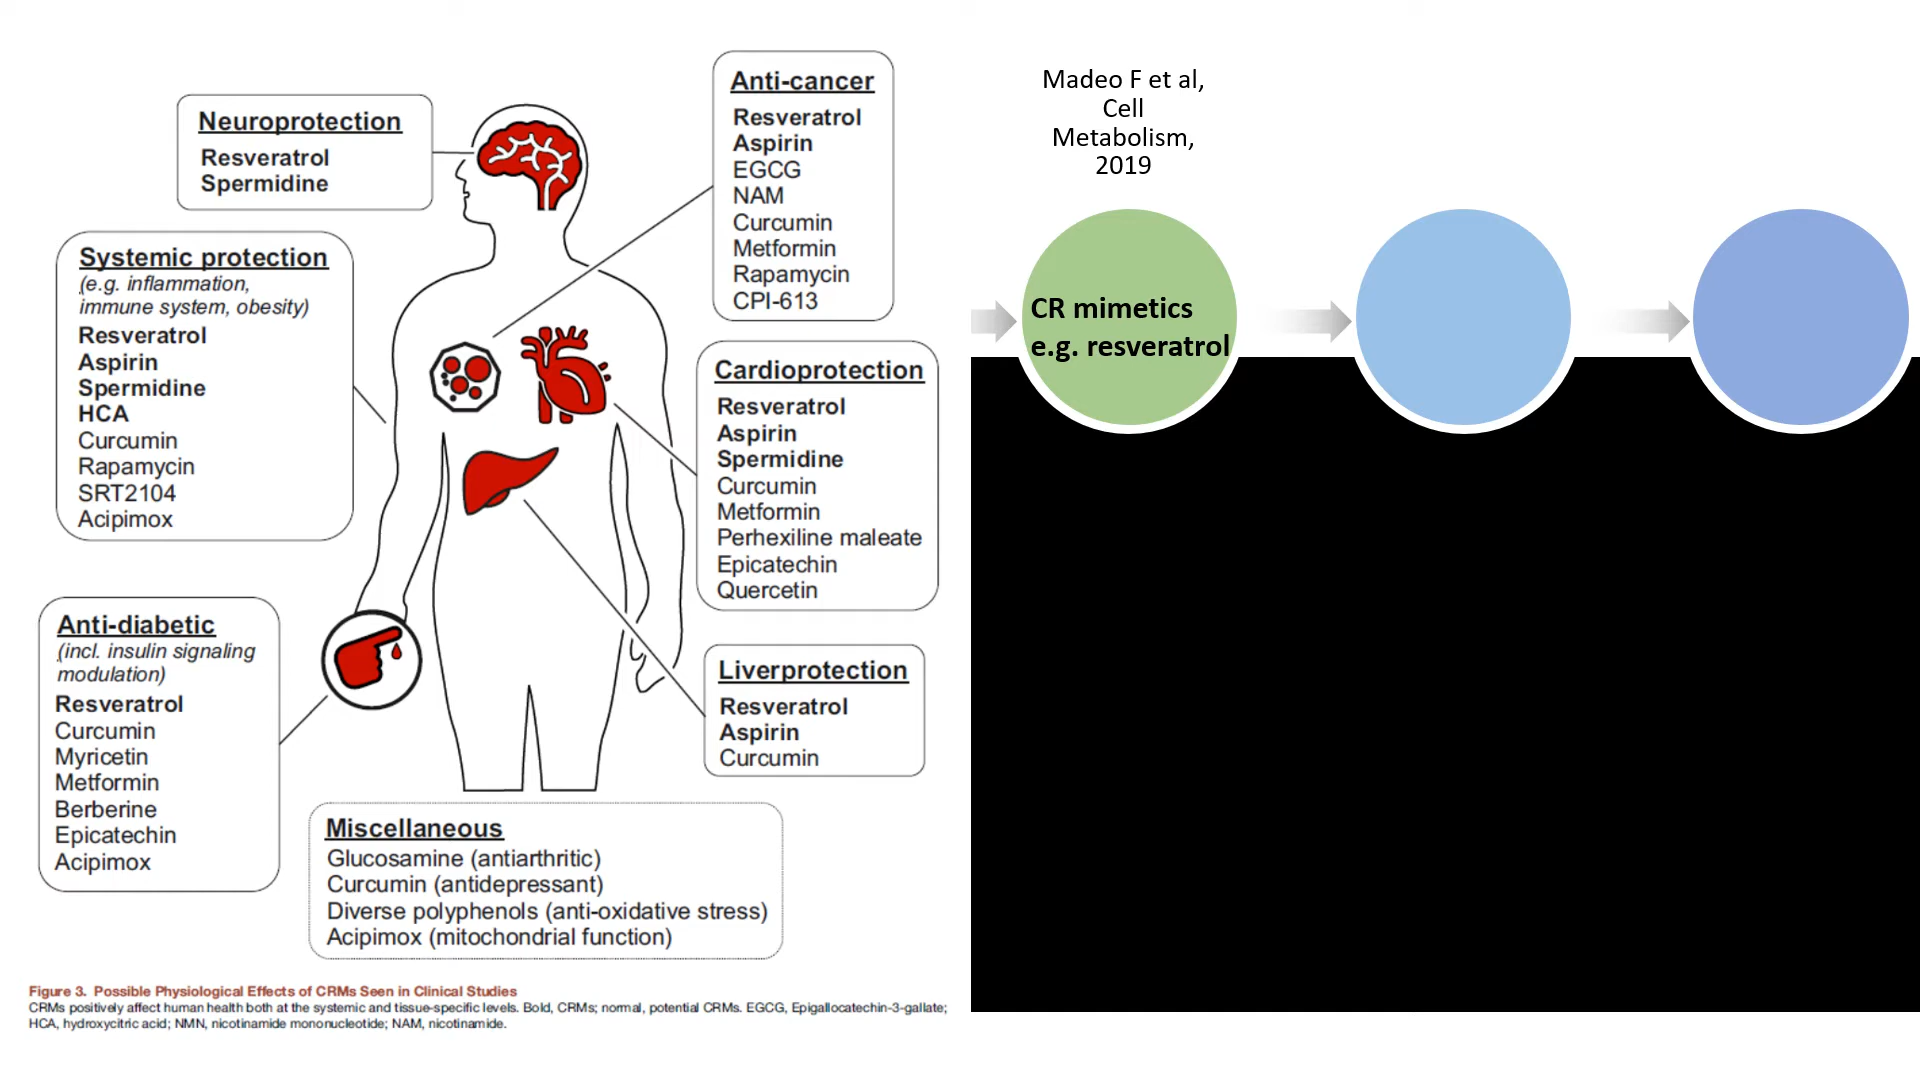 Neuroprotection
Resveratrol
Spermidine
Systemic protection
(e.g. inflammation,
immune system, obesity)
Resveratrol
Aspirin
Spermidine
HCA
Curcumin
Rapamycin
SRT2104
Acipimox
Anti-diabetic
(incl. insulin signaling
modulation)
Resveratrol
Curcumin
Myricetin
Metformin
Berberine
Epicatechin
Acipimox
Anti-cancer
Resveratrol
Aspirin
EGCG
NAM
Curcumin
Metformin
Rapamycin
CPI-613
Cardioprotection
Resveratrol
Aspirin
Spermidine
Curcumin
Metformin
Perhexiline maleate
Epicatechin
Quercetin
Liverprotection
Resveratrol
Aspirin
Curcumin
Miscellaneous
Glucosamine (antiarthritic)
Curcumin (antidepressant)
Diverse polyphenols (anti-oxidative stress)
Acipimox (mitochondrial function)
Figure 3. Possible Physiological Effects of CRMs Seen in Clinical Studies
CRMs positively affect human health both at the systemic and tissue-specific levels. Bold, CRMs; normal, potential CRMs. EGCG, Epigallocatechin-3-gallate;
HCA, hydroxycitric acid; NMN, nicotinamide mononucleotide; NAM, nicotinamide.
Madeo F et al,
Cell
Metabolism,
2019
CR mimetics
e.g. resveratrol